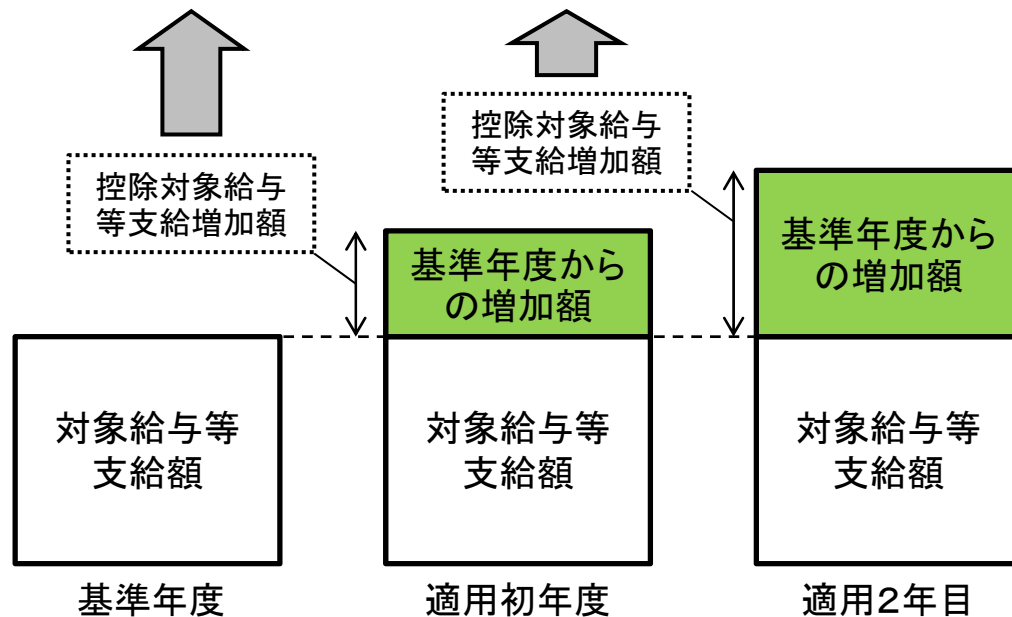 控除対象給与
等支給増加額
控除対象給与
等支給増加額
基準年度から
の増加額
基準年度から
の増加額
対象給与等
支給額
対象給与等
支給額
対象給与等
支給額
基準年度
適用初年度
適用2年目